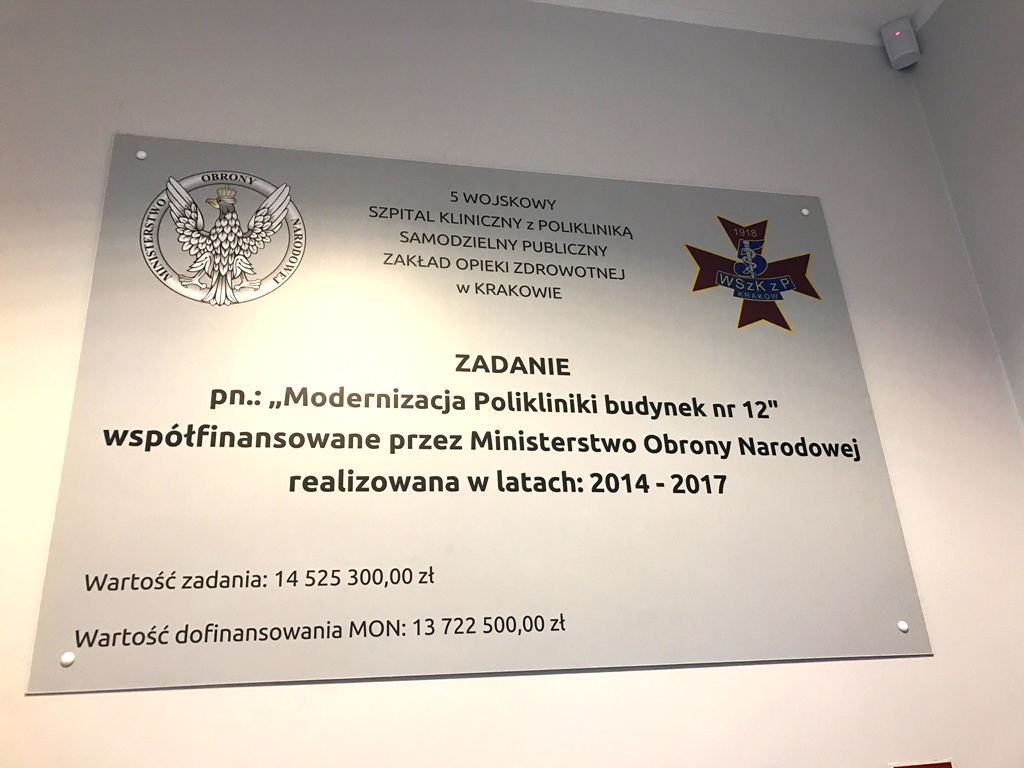 MINISTERSTWO OBRONY NARODOWEJ
5 WOJSKOWY
SZPITAL KLINICZNY z POLIKLINIKĄ
SAMODZIELNY PUBLICZNY
ZAKŁAD OPIEKI ZDROWOTNEJ
w KRAKOWIE
1918
5
WSzK z P
KRAKÓW
ZADANIE
pn.: „Modernizacja Polikliniki budynek nr 12"
współfinansowane przez Ministerstwo Obrony Narodowej
realizowana w latach: 2014 - 2017
Wartość zadania: 14 525 300,00 zł
Wartość dofinansowania MON: 13 722 500,00 zł